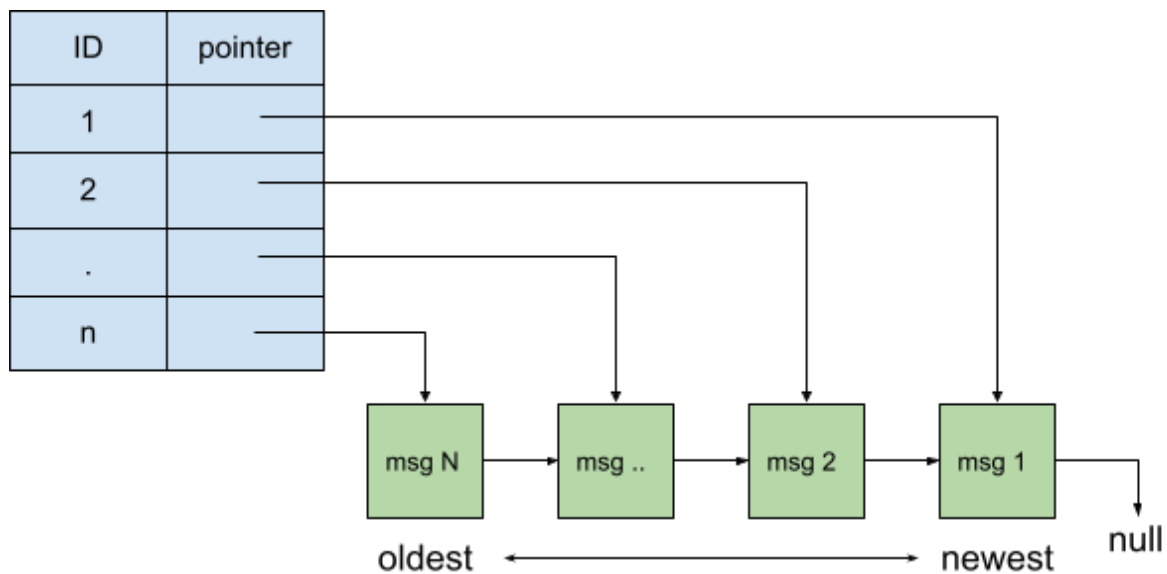 ID pointer
1
2
.
n
msg N msg .. msg 2 msg 1
oldest newest null